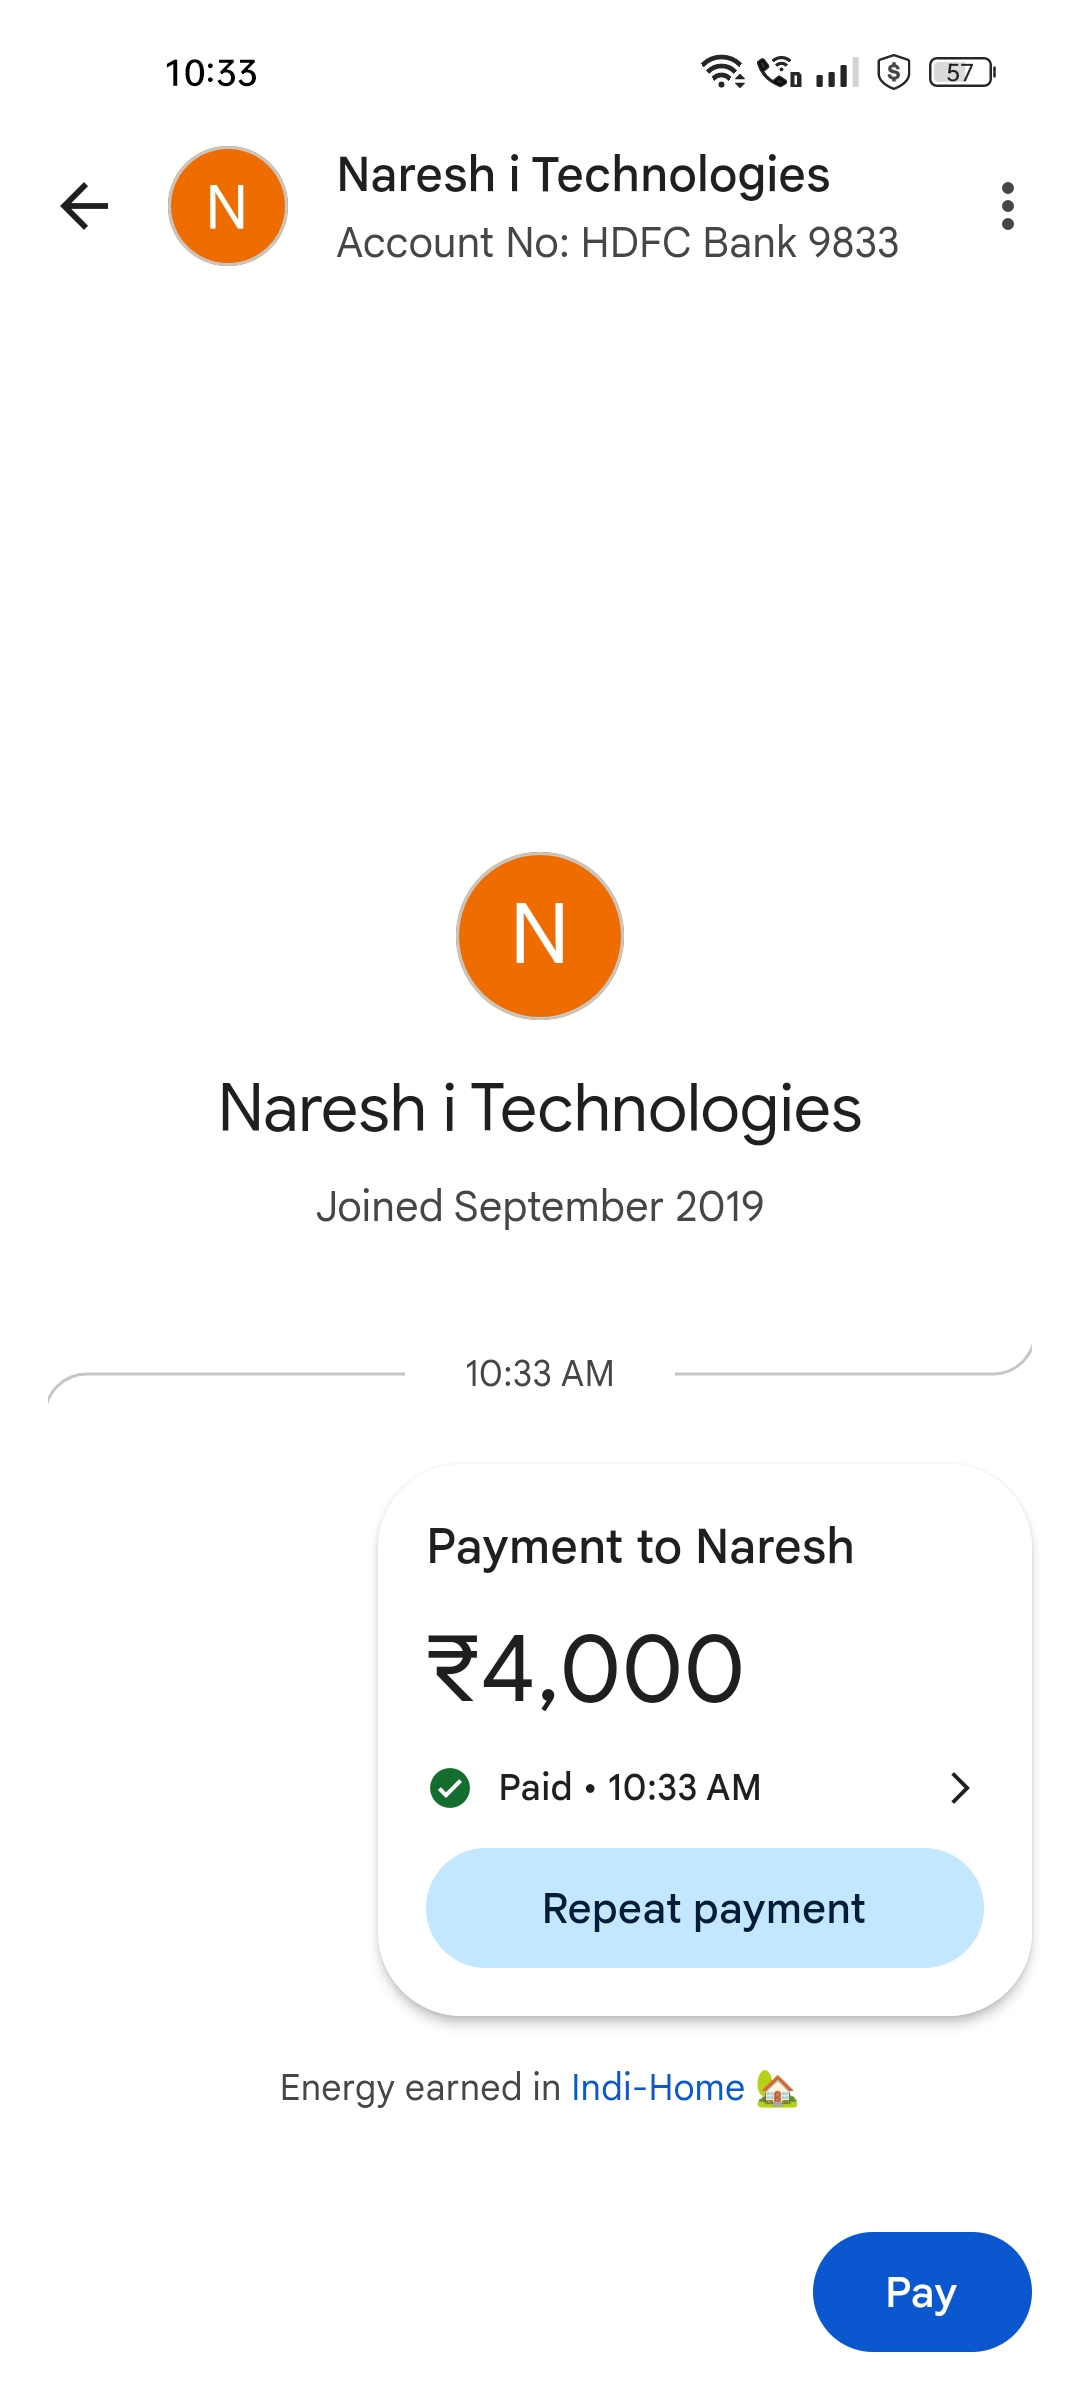 10:33
57
N
Naresh i Technologies
Account No: HDFC Bank 9833
N
Naresh i Technologies
Joined September 2019
10:33 AM
Payment to Naresh
₹4,000
Paid • 10:33 AM
Repeat payment
Energy earned in Indi-Home 🏡
Pay